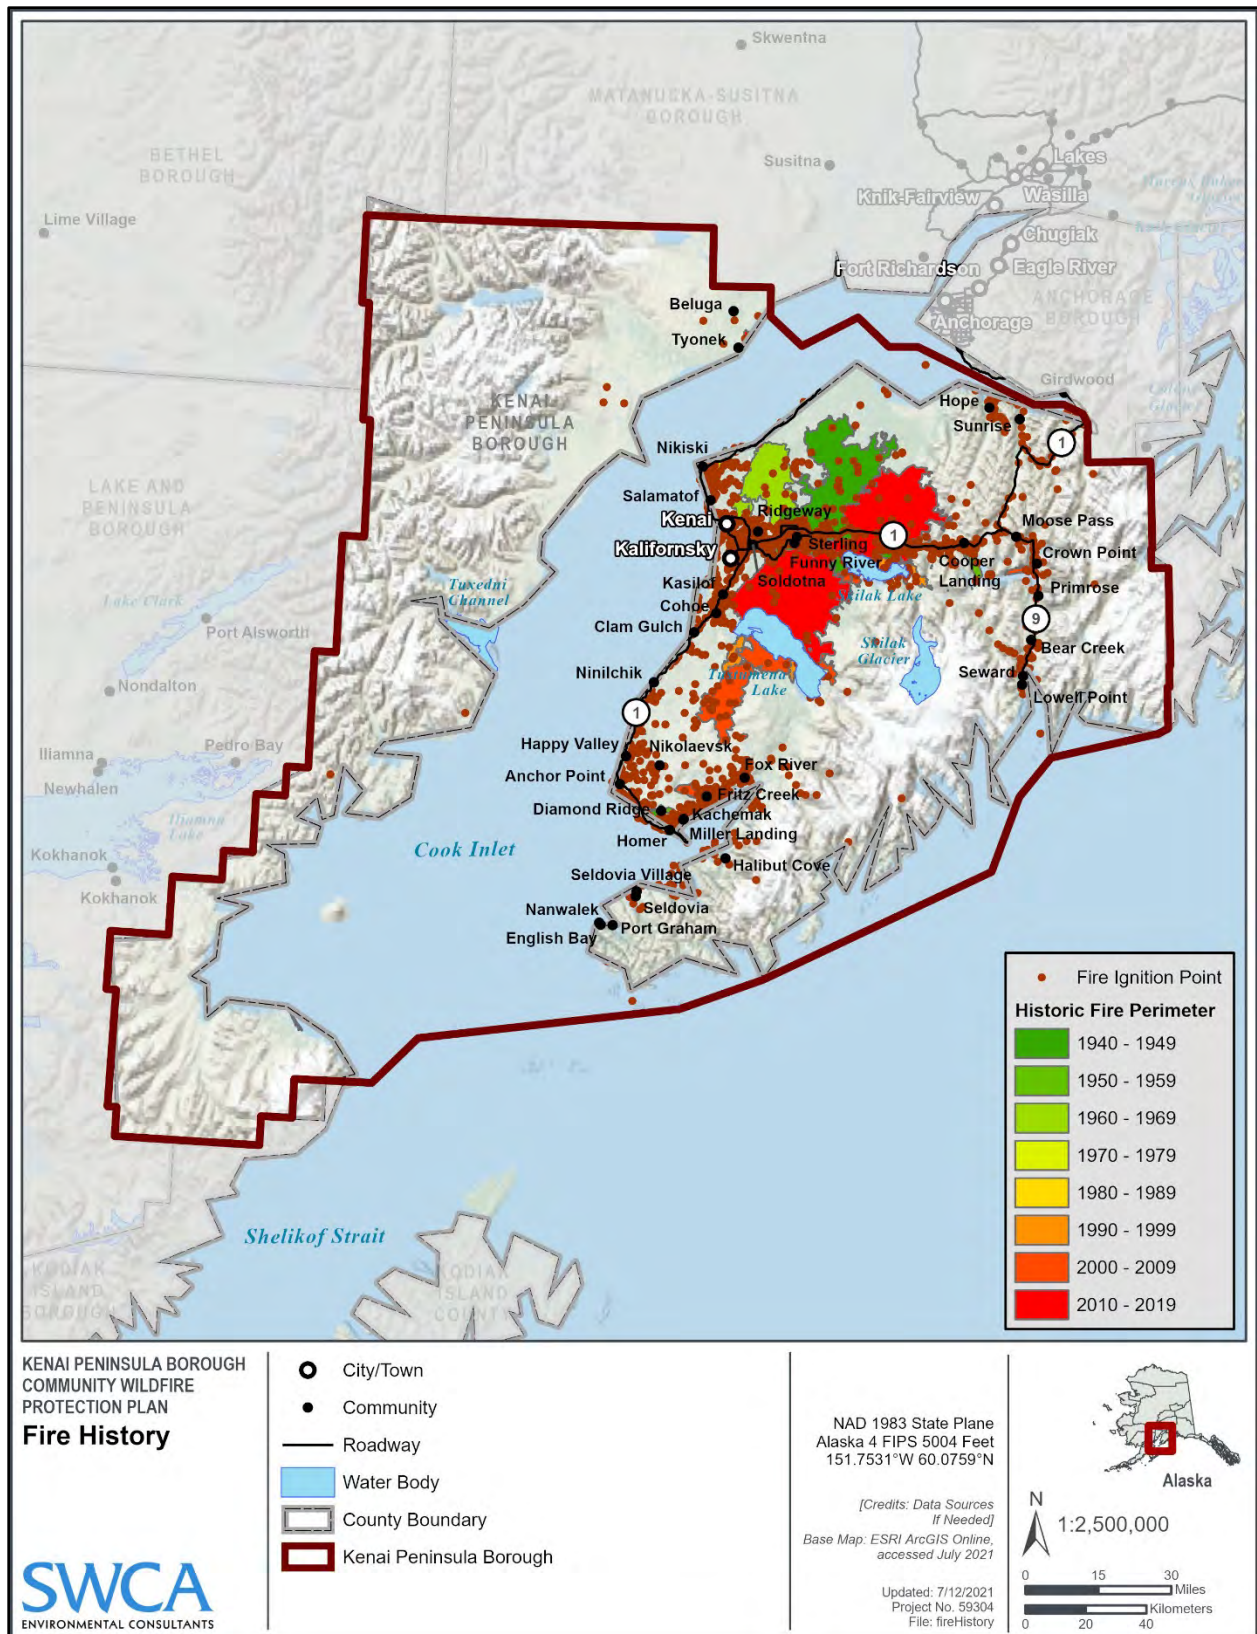 Skwentna
MATANUCKA-SUSITNA
BOROUGH
BETHEL
BOROUGH
Susitna
Lakes
Knik-Fairview
Wasilla
Lime Village
Chugiak
Fort Richardson
Eagle River
ANCHORAGE
BOROUGH
Anchorage
Beluga
Tyonek
Girdwood
KENAI
PENINSULA
BOROUGH
Hope
Sunrise
1
Nikiski
LAKE AND
PENINSULA
BOROUGH
Salamatof
Kenai
Ridgeway
Moose Pass
Kalifornsky
Sterling
1
Funny River
Cooper
Landing
Crown Point
Soldotna
Kasilof
Skilak Lake
Primrose
Tuxedni
Channel
Lake Clark
Cohoe
Port Alsworth
Clam Gulch
9
Skilak
Glacier
Bear Creek
Tustumena
Lake
Seward
Lowell Point
Nondalton
Ninilchik
1
Happy Valley
Nikolaevsk
Iliamna
Pedro Bay
Newhalen
Fox River
Anchor Point
Fritz Creek
Diamond Ridge
Kachemak
Iliamna
Lake
Homer
Miller Landing
Cook Inlet
Kokhanok
Halibut Cove
Seldovia Village
Kokhanok
Nanwalek
Seldovia
Port Graham
English Bay
Shelikof Strait
KODIAK
ISLAND
BOROUGH
KODIAK
ISLAND
COUNTY
Fire Ignition Point
Historic Fire Perimeter
1940 - 1949
1950 - 1959
1960 - 1969
1970 - 1979
1980 - 1989
1990 - 1999
2000 - 2009
2010 - 2019
KENAI PENINSULA BOROUGH
COMMUNITY WILDFIRE
PROTECTION PLAN
Fire History
SWCA
ENVIRONMENTAL CONSULTANTS
City/Town
Community
Roadway
Water Body
County Boundary
Kenai Peninsula Borough
NAD 1983 State Plane
Alaska 4 FIPS 5004 Feet
151.7531°W 60.0759°N
[Credits: Data Sources
If Needed]
Base Map: ESRI ArcGIS Online,
accessed July 2021
Updated: 7/12/2021
Project No. 59304
File: fireHistory
Alaska
N
1:2,500,000
0 15 30
Miles
Kilometers
0 20 40